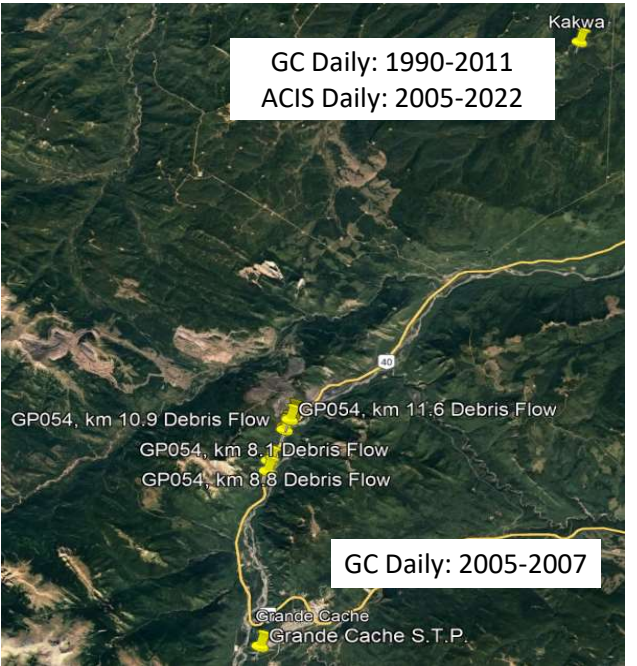 Kakwa
GC Daily: 1990-2011
ACIS Daily: 2005-2022
40
GP054, km 11.6 Debris Flow
GP054, km 10.9 Debris Flow
GP054, km 8.1 Debris Flow
GP054, km 8.8 Debris Flow
GC Daily: 2005-2007
Grande Cache
Grande Cache S.T.P.